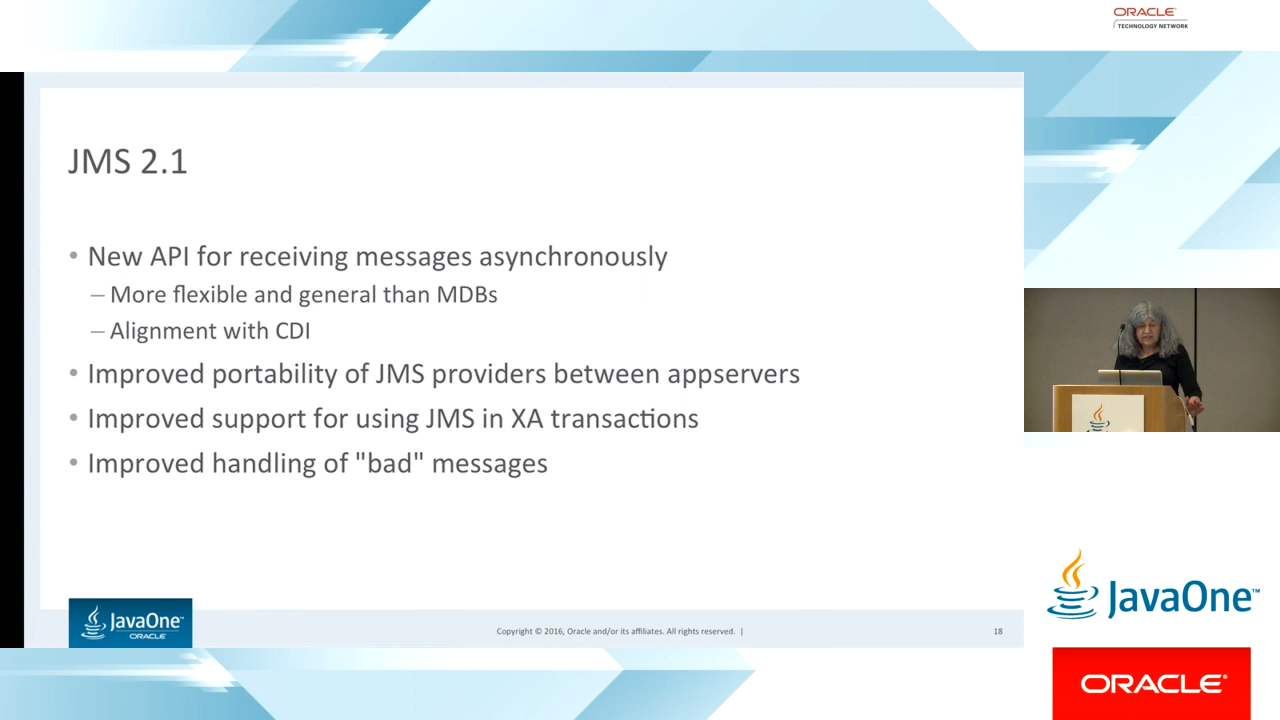 ORACLE
TECHNOLOGY NETWORK
JMS 2.1
• New API for receiving messages asynchronously
– More flexible and general than MDBs
– Alignment with CDI
• Improved portability of JMS providers between appservers
• Improved support for using JMS in XA transactions
• Improved handling of "bad" messages
JavaOne™
ORACLE
Copyright © 2016, Oracle and/or its affiliates. All rights reserved. |
18
JavaOne™
ORACLE®